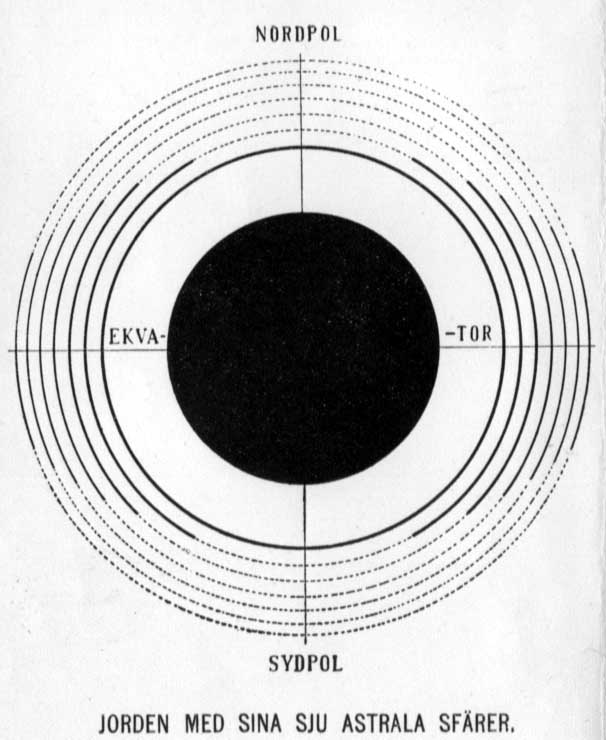 NORDPOL
EKVA- -TOR
SYDPOL
JORDEN MED SINA SJU ASTRALA SFÄRER.